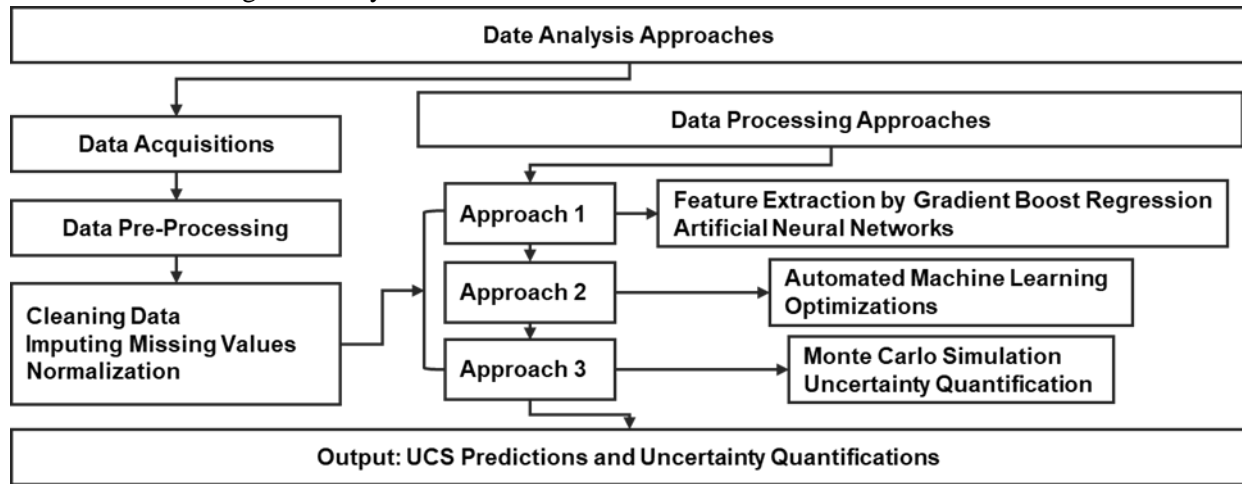 Date Analysis Approaches
Data Acquisitions
Data Pre-Processing
Cleaning Data
Imputing Missing Values
Normalization
Data Processing Approaches
Approach 1
Feature Extraction by Gradient Boost Regression
Artificial Neural Networks
Approach 2
Automated Machine Learning
Optimizations
Approach 3
Monte Carlo Simulation
Uncertainty Quantification
Output: UCS Predictions and Uncertainty Quantifications